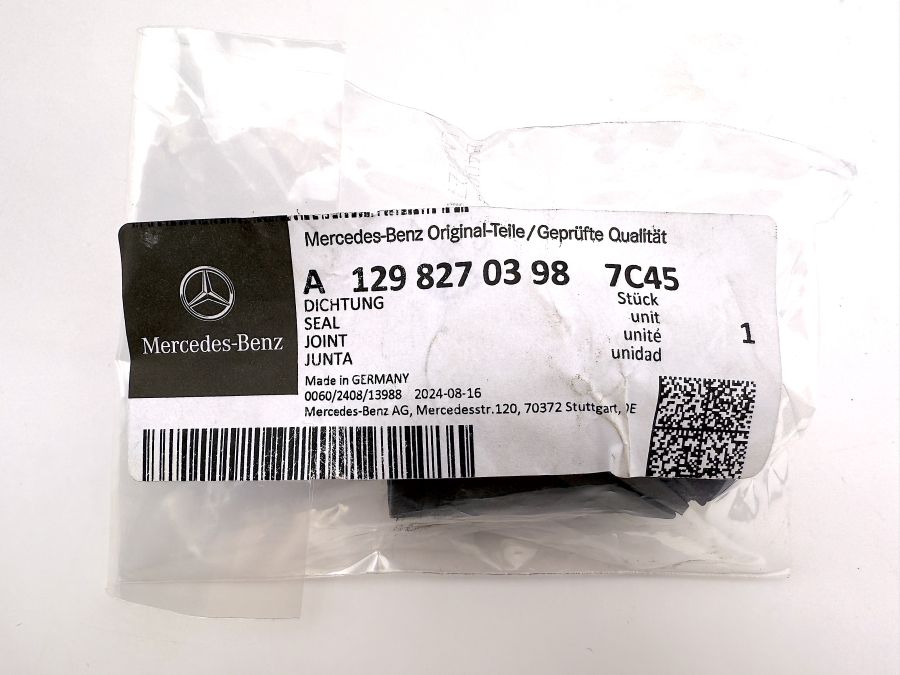 Mercedes-Benz Original-Teile/Geprüfte Qualität
A 129 827 03 98 7C45
DICHTUNG Stück
SEAL unit
JOINT unité
JUNTA unidad
1
Mercedes-Benz
Made in GERMANY
0060/2408/13988 2024-08-16
Mercedes-Benz AG, Mercedesstr.120, 70372 Stuttgart,